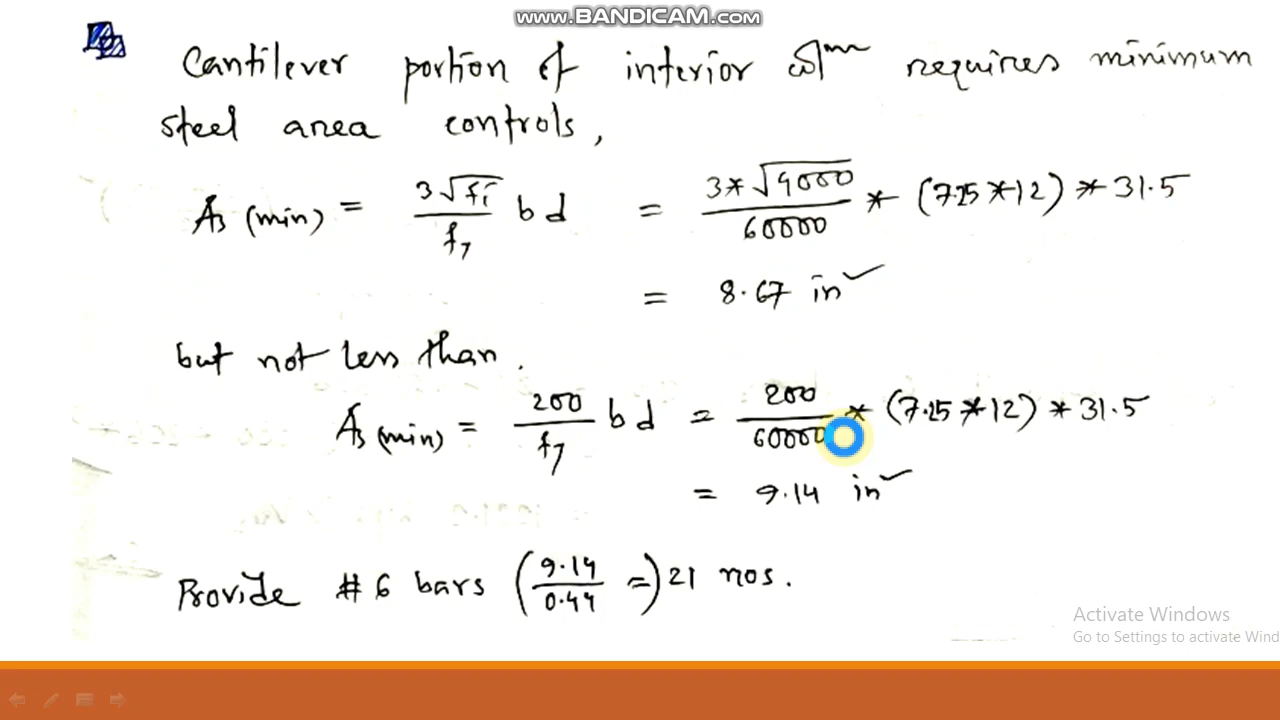 www.BANDICAM.com
Cantilever portion of interior colmn requires minimum
steel area controls,
As (min) = 3√fc' / fy b d = 3*√4000 / 60000 * (7.25*12) * 31.5
= 8.67 in²
but not less than.
As (min) = 200 / fy b d = 200 / 60000 * (7.25*12) * 31.5
= 9.14 in²
Provide #6 bars (9.14 / 0.44 =) 21 nos.
Activate Windows
Go to Settings to activate Wind